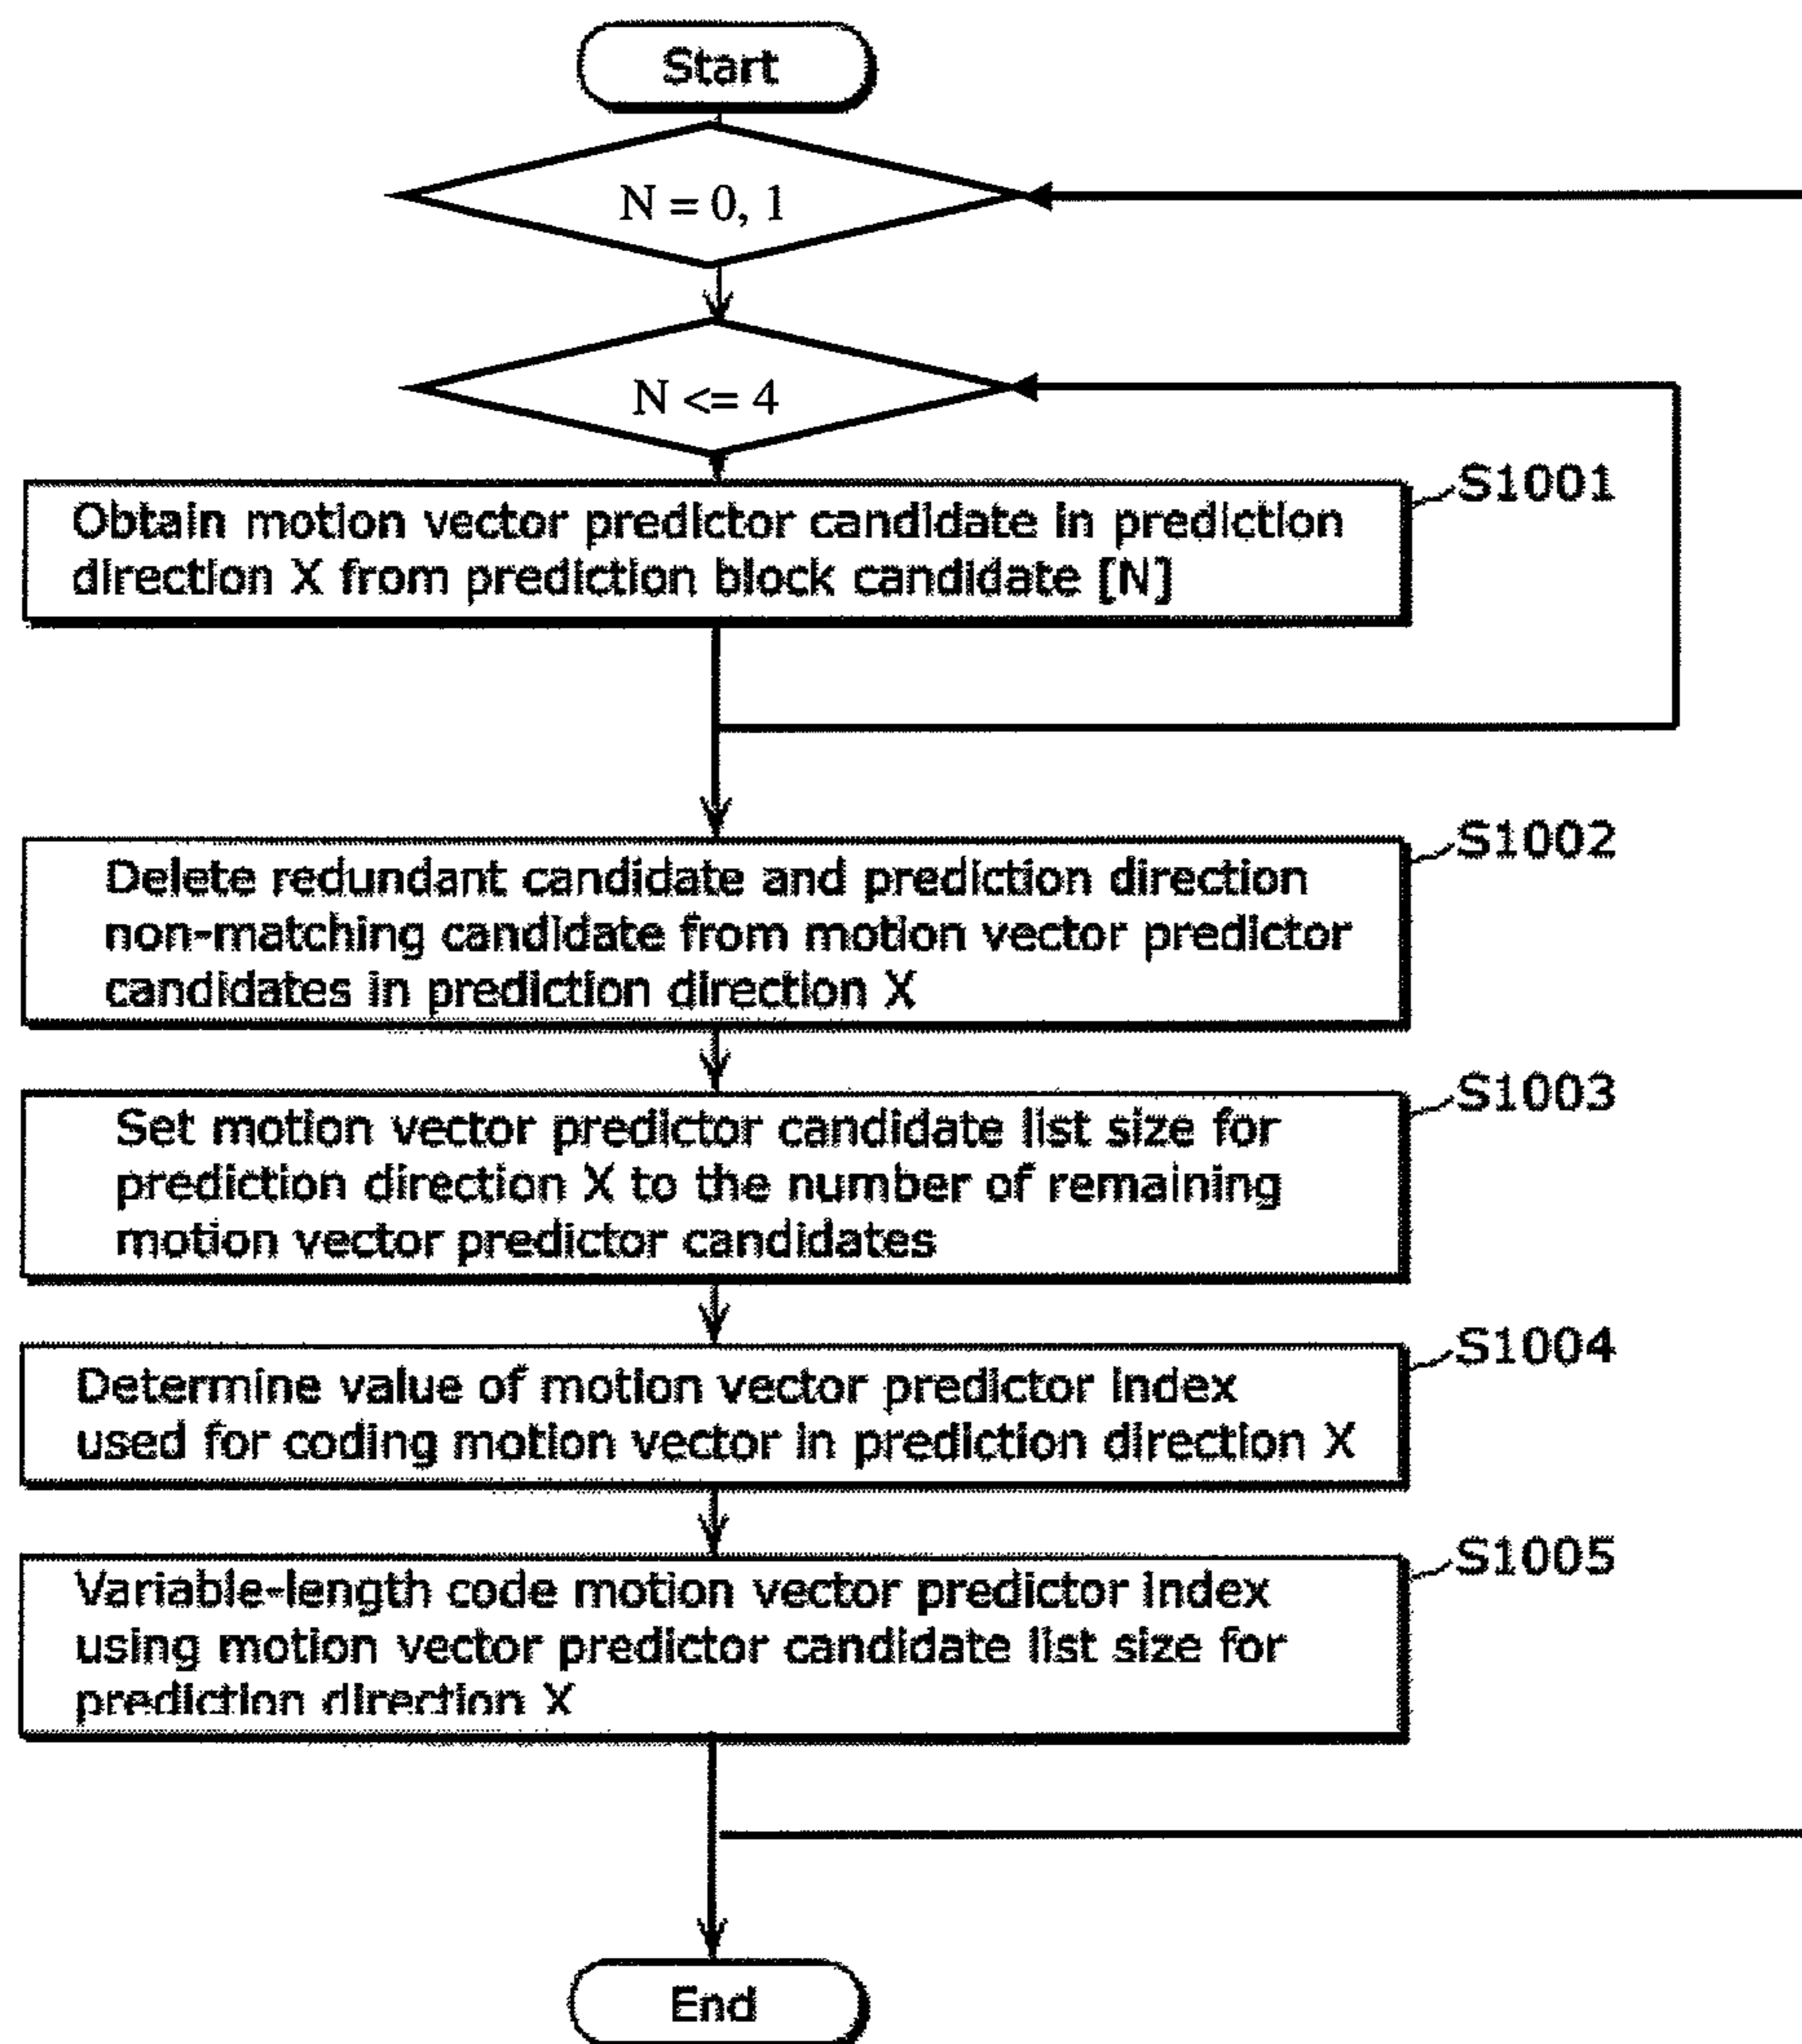 Start
N = 0, 1
N <= 4
S1001
Obtain motion vector predictor candidate in prediction
direction X from prediction block candidate [N]
S1002
Delete redundant candidate and prediction direction
non-matching candidate from motion vector predictor
candidates in prediction direction X
S1003
Set motion vector predictor candidate list size for
prediction direction X to the number of remaining
motion vector predictor candidates
S1004
Determine value of motion vector predictor index
used for coding motion vector in prediction direction X
S1005
Variable-length code motion vector predictor index
using motion vector predictor candidate list size for
prediction direction X
End